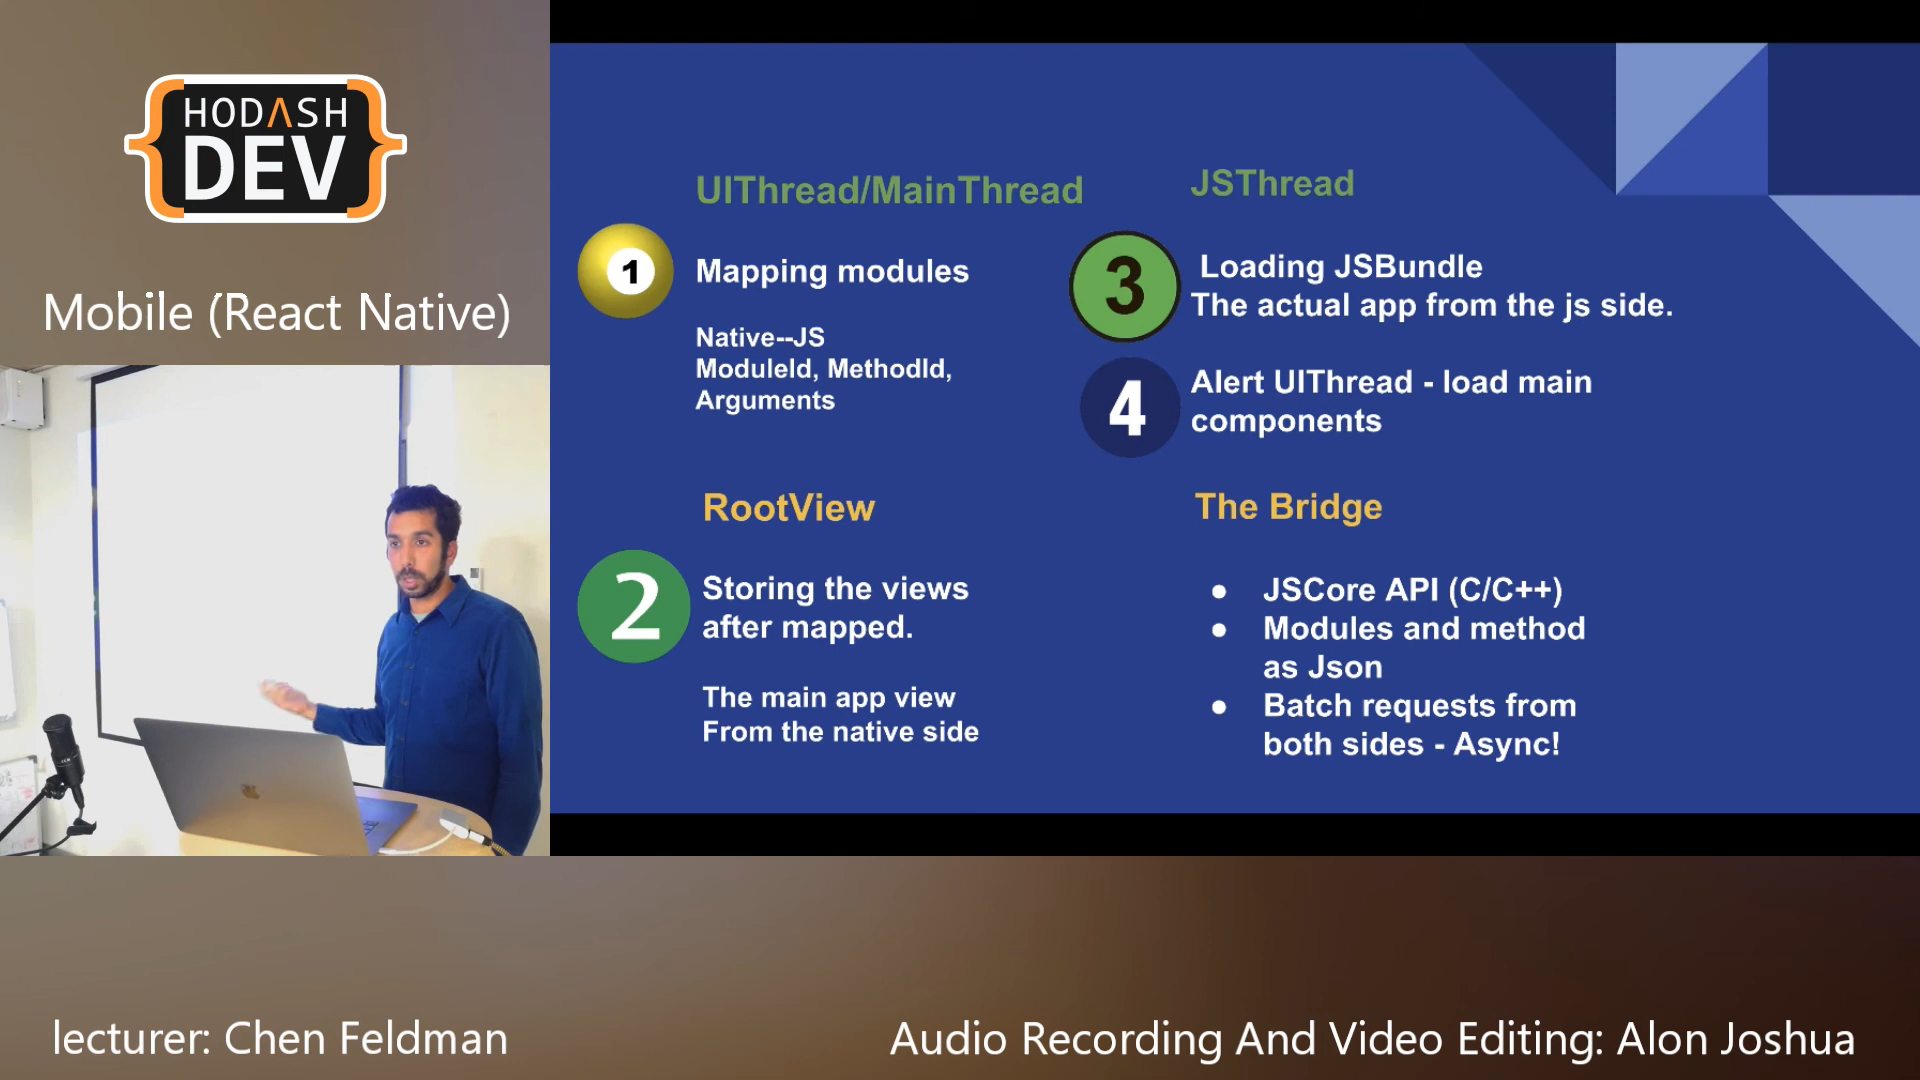 HODASH
DEV
Mobile (React Native)
UIThread/MainThread
1
Mapping modules
Native--JS
ModuleId, MethodId,
Arguments
JSThread
3
Loading JSBundle
The actual app from the js side.
4
Alert UIThread - load main
components
RootView
2
Storing the views
after mapped.
The main app view
From the native side
The Bridge
● JSCore API (C/C++)
● Modules and method
as Json
● Batch requests from
both sides - Async!
lecturer: Chen Feldman
Audio Recording And Video Editing: Alon Joshua